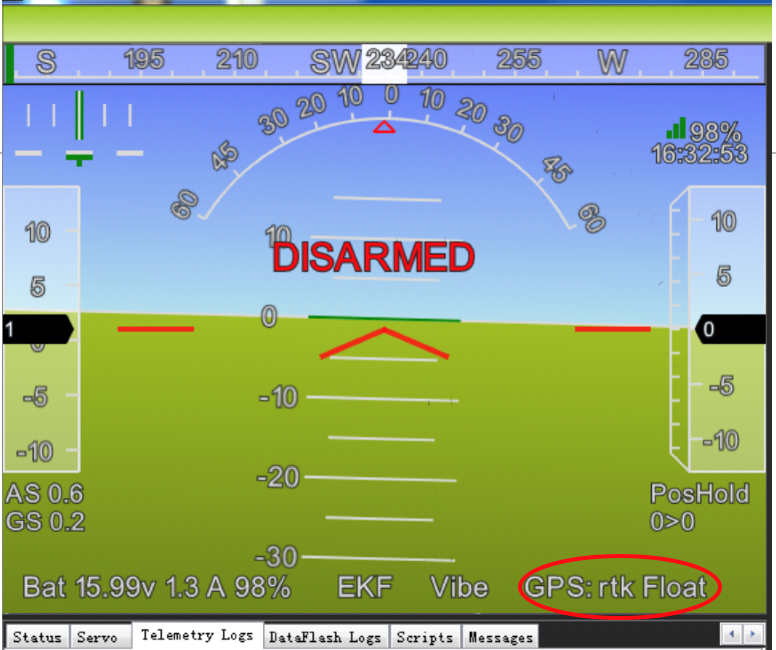 S 195 210 SW 234 240 255 W 285
60 45 30 20 10 0 10 20 30 45 60
98%
16:32:53
10
DISARMED
10 10
5 5
0
1 0
0
-5 -5
-10
-10 -10
-20
AS 0.6 PosHold
GS 0.2 0>0
-30
Bat 15.99v 1.3 A 98% EKF Vibe GPS: rtk Float
Status Servo Telemetry Logs DataFlash Logs Scripts Messages